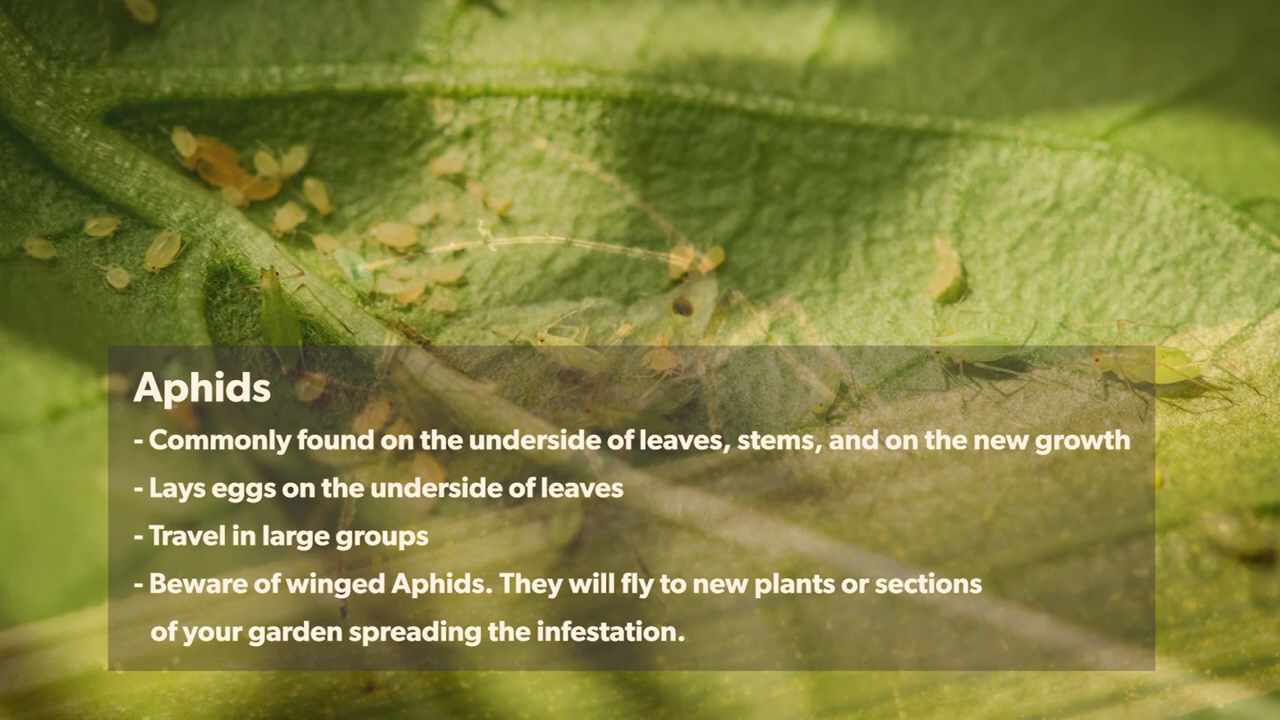 Aphids
- Commonly found on the underside of leaves, stems, and on the new growth
- Lays eggs on the underside of leaves
- Travel in large groups
- Beware of winged Aphids. They will fly to new plants or sections
of your garden spreading the infestation.